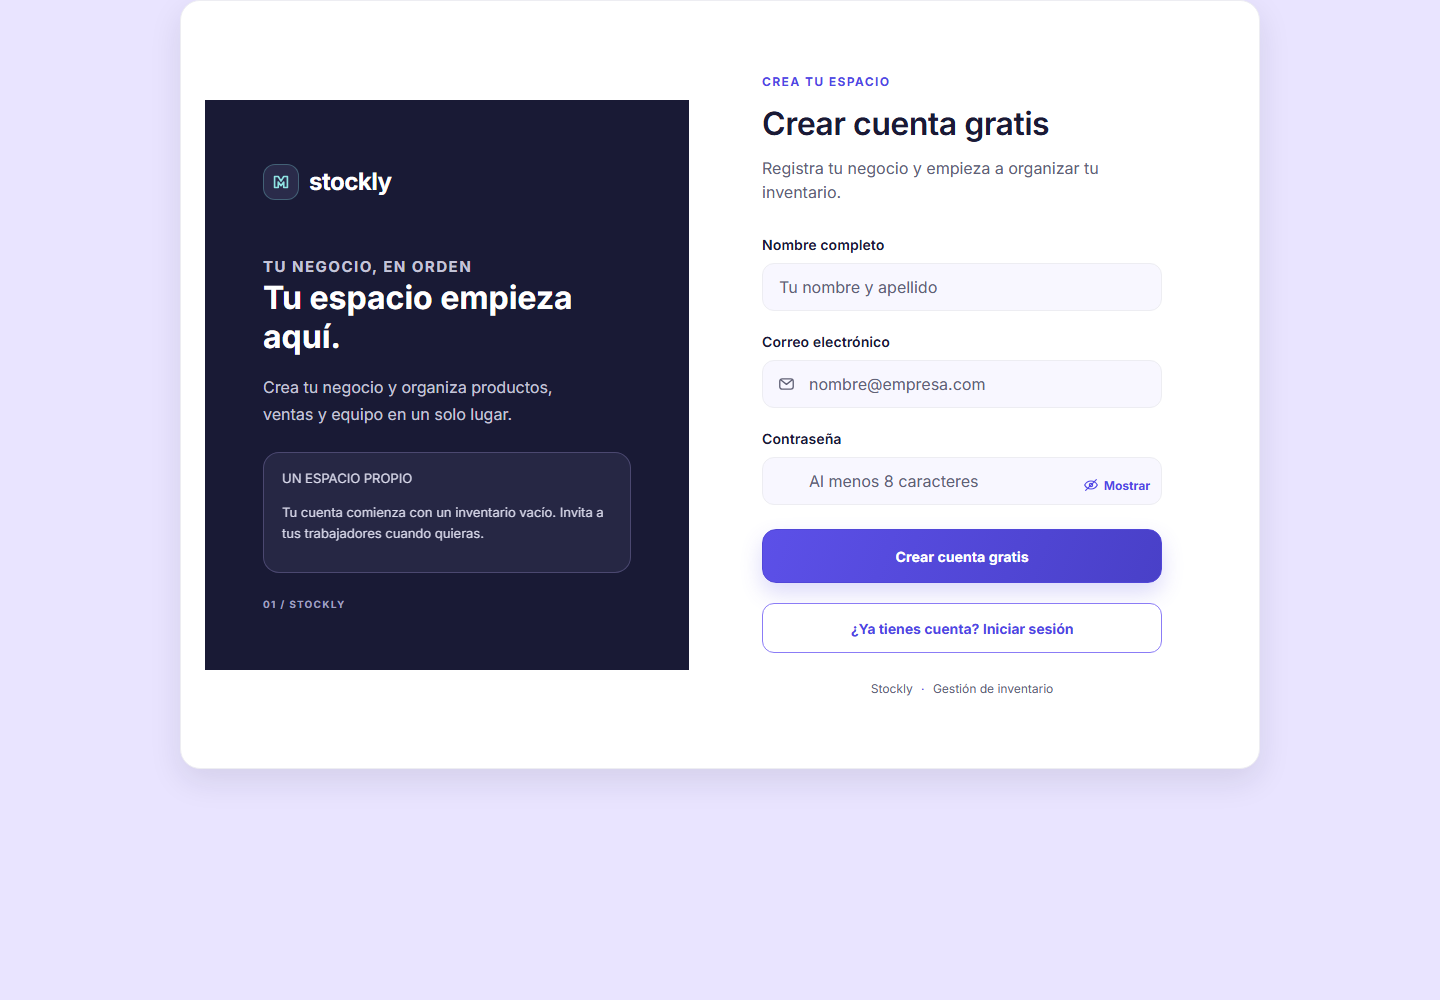 stockly
TU NEGOCIO, EN ORDEN
Tu espacio empieza
aquí.
Crea tu negocio y organiza productos,
ventas y equipo en un solo lugar.
UN ESPACIO PROPIO
Tu cuenta comienza con un inventario vacío. Invita a
tus trabajadores cuando quieras.
01 / STOCKLY
CREA TU ESPACIO
Crear cuenta gratis
Registra tu negocio y empieza a organizar tu
inventario.
Nombre completo
Tu nombre y apellido
Correo electrónico
nombre@empresa.com
Contraseña
Al menos 8 caracteres
Mostrar
Crear cuenta gratis
¿Ya tienes cuenta? Iniciar sesión
Stockly · Gestión de inventario